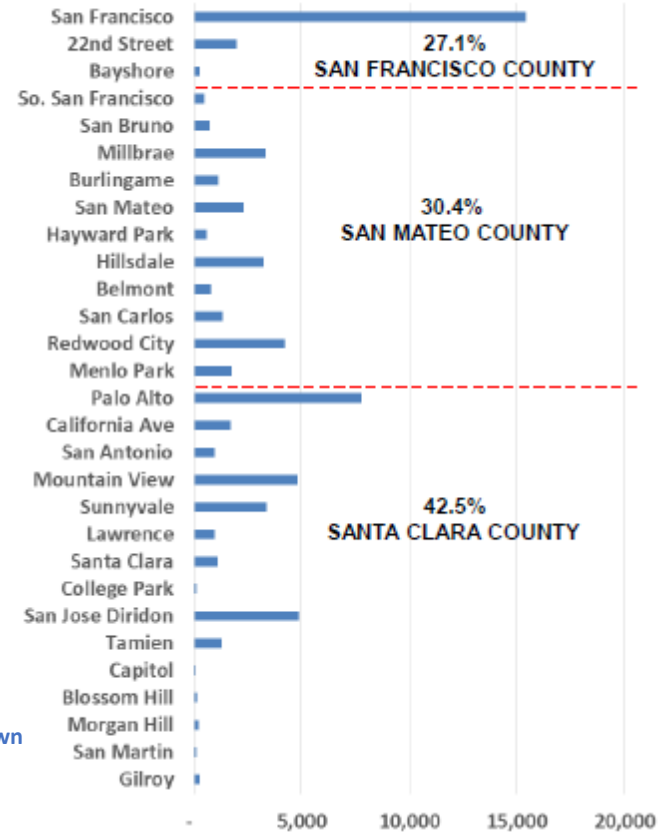 San Francisco
22nd Street
27.1%
Bayshore
SAN FRANCISCO COUNTY
So. San Francisco
San Bruno
Millbrae
Burlingame
San Mateo
30.4%
Hayward Park
SAN MATEO COUNTY
Hillsdale
Belmont
San Carlos
Redwood City
Menlo Park
Palo Alto
California Ave
San Antonio
Mountain View
Sunnyvale
42.5%
Lawrence
SANTA CLARA COUNTY
Santa Clara
College Park
San Jose Diridon
Tamien
Capitol
Blossom Hill
Morgan Hill
wn
San Martin
Gilroy
- 5,000 10,000 15,000 20,000